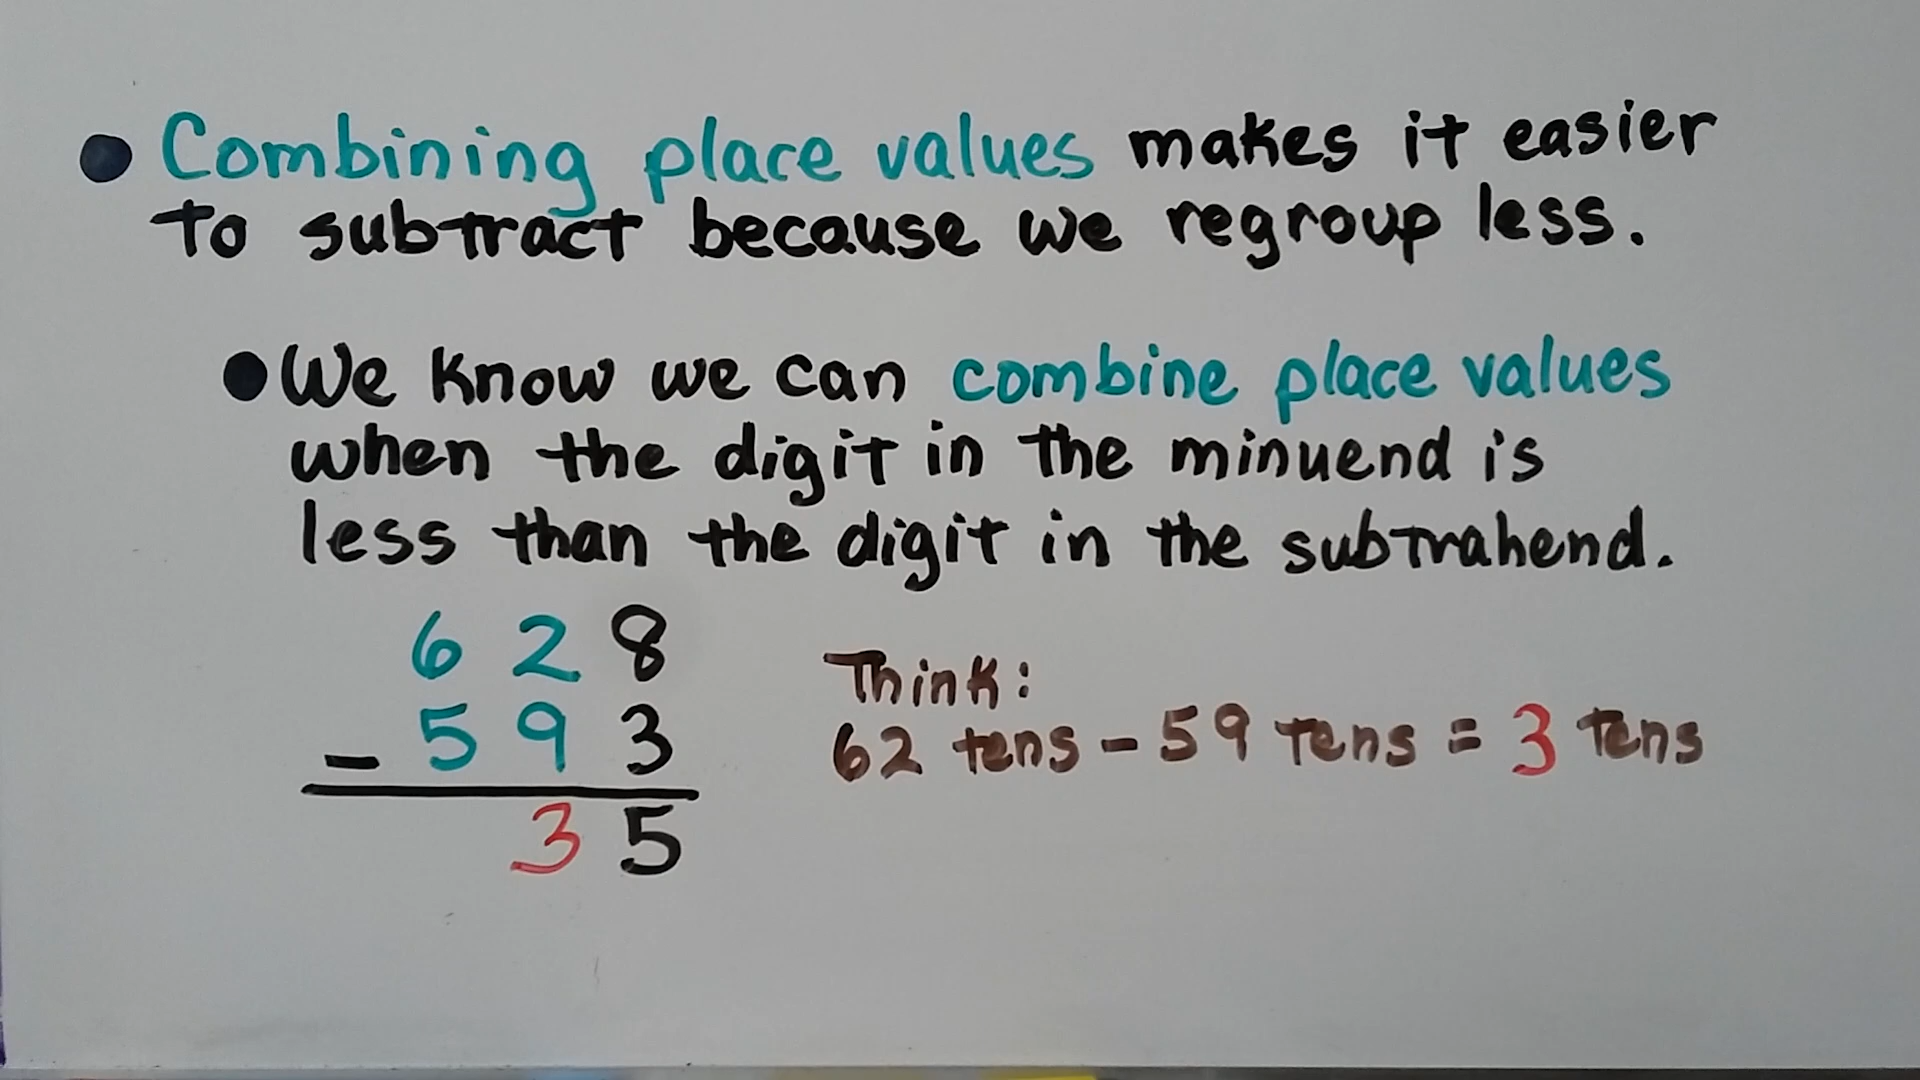 ● Combining place values makes it easier
to subtract because we regroup less.
● We know we can combine place values
when the digit in the minuend is
less than the digit in the subtrahend.
628
- 593
35
Think:
62 tens - 59 tens = 3 tens